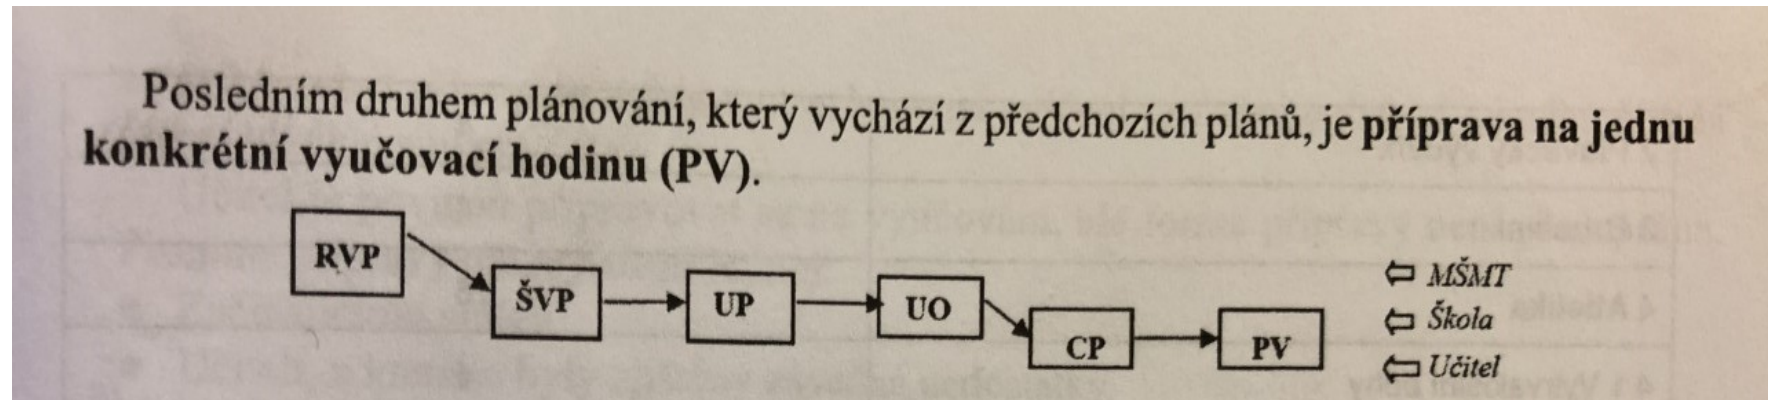 Posledním druhem plánování, který vychází z předchozích plánů, je příprava na jednu
konkrétní vyučovací hodinu (PV).
RVP
ŠVP
UP
UO
CP
PV
MŠMT
Škola
Učitel